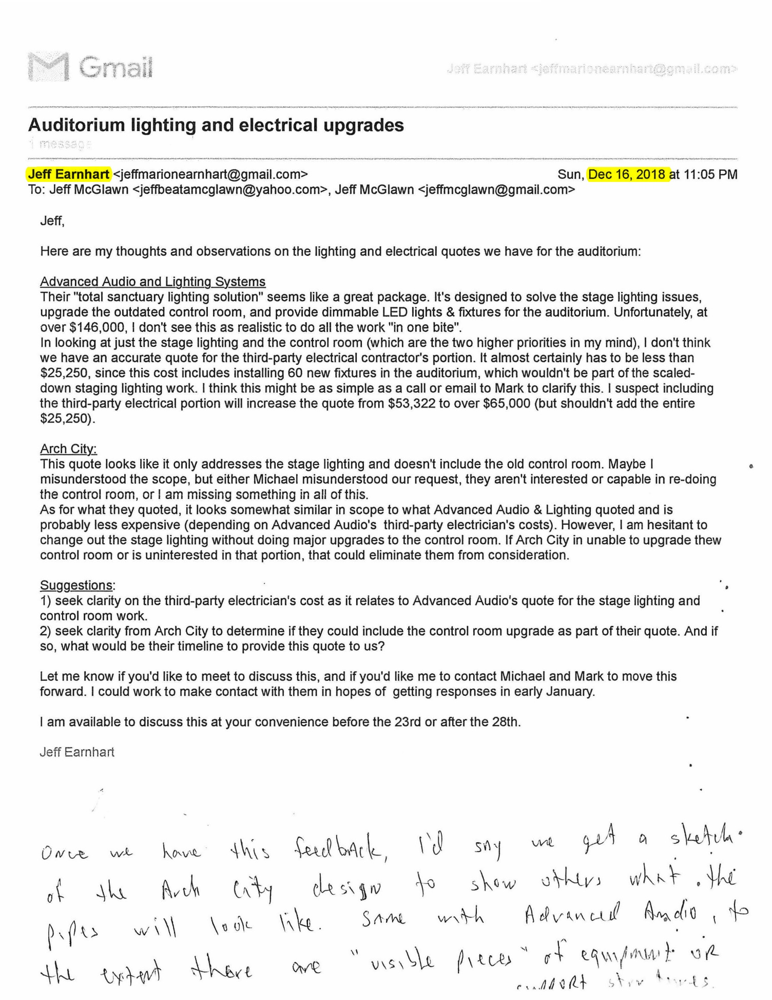 Gmail
Jeff Earnhart <jeffmarionearnhart@gmail.com>
Auditorium lighting and electrical upgrades
1 message
Jeff Earnhart <jeffmarionearnhart@gmail.com> Sun, Dec 16, 2018 at 11:05 PM
To: Jeff McGlawn <jeffbeatamcglawn@yahoo.com>, Jeff McGlawn <jeffmcglawn@gmail.com>
Jeff,
Here are my thoughts and observations on the lighting and electrical quotes we have for the auditorium:
Advanced Audio and Lighting Systems
Their "total sanctuary lighting solution" seems like a great package. It's designed to solve the stage lighting issues,
upgrade the outdated control room, and provide dimmable LED lights & fixtures for the auditorium. Unfortunately, at
over $146,000, I don't see this as realistic to do all the work "in one bite".
In looking at just the stage lighting and the control room (which are the two higher priorities in my mind), I don't think
we have an accurate quote for the third-party electrical contractor's portion. It almost certainly has to be less than
$25,250, since this cost includes installing 60 new fixtures in the auditorium, which wouldn't be part of the scaled-
down staging lighting work. I think this might be as simple as a call or email to Mark to clarify this. I suspect including
the third-party electrical portion will increase the quote from $53,322 to over $65,000 (but shouldn't add the entire
$25,250).
Arch City:
This quote looks like it only addresses the stage lighting and doesn't include the old control room. Maybe I
misunderstood the scope, but either Michael misunderstood our request, they aren't interested or capable in re-doing
the control room, or I am missing something in all of this.
As for what they quoted, it looks somewhat similar in scope to what Advanced Audio & Lighting quoted and is
probably less expensive (depending on Advanced Audio's third-party electrician's costs). However, I am hesitant to
change out the stage lighting without doing major upgrades to the control room. If Arch City in unable to upgrade thew
control room or is uninterested in that portion, that could eliminate them from consideration.
Suggestions:
1) seek clarity on the third-party electrician's cost as it relates to Advanced Audio's quote for the stage lighting and
control room work.
2) seek clarity from Arch City to determine if they could include the control room upgrade as part of their quote. And if
so, what would be their timeline to provide this quote to us?
Let me know if you'd like to meet to discuss this, and if you'd like me to contact Michael and Mark to move this
forward. I could work to make contact with them in hopes of getting responses in early January.
I am available to discuss this at your convenience before the 23rd or after the 28th.
Jeff Earnhart
Once we have this feedback, I'd say we get a sketch
of the Arch City design to show others what the
pipes will look like. Same with Advanced Audio, to
the extent there are "visible pieces" of equipment or
support structures.